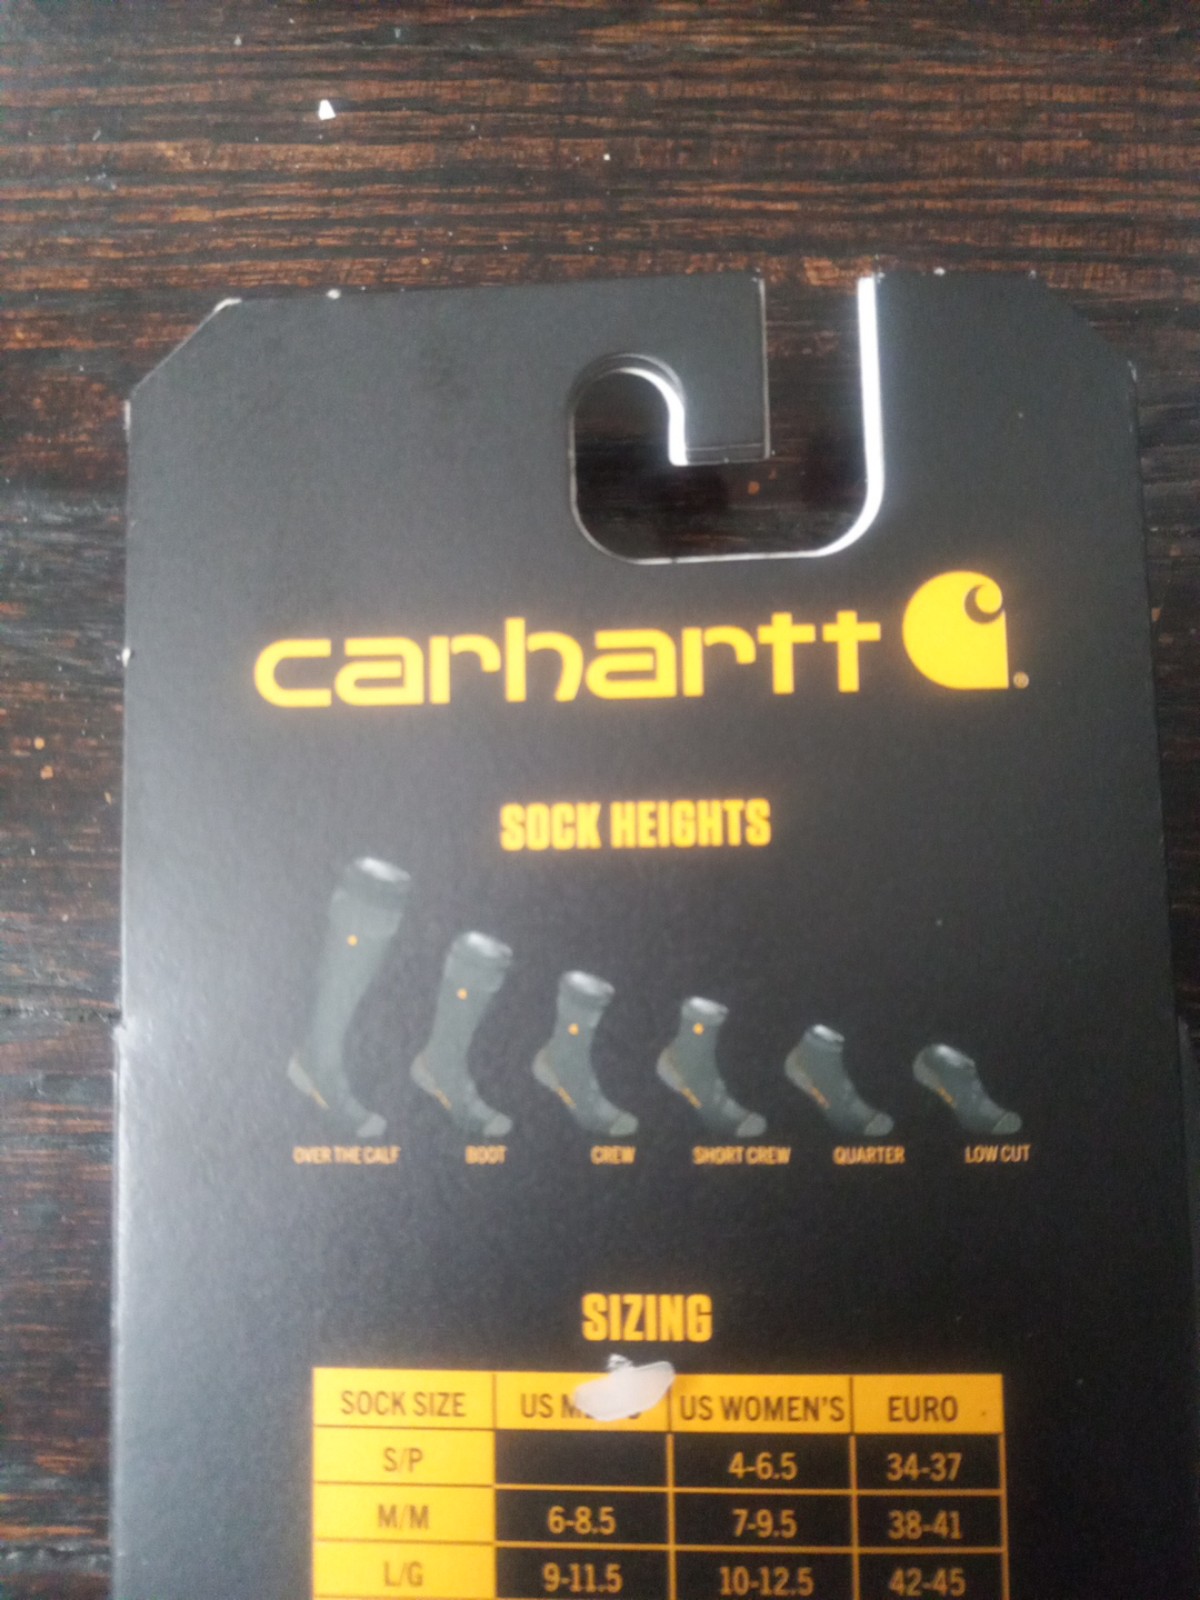 carhartt
SOCK HEIGHTS
OVER THE CALF BOOT CREW SHORT CREW QUARTER LOW CUT
SIZING
SOCK SIZE US US WOMEN'S EURO
S/P 4-6.5 34-37
M/M 6-8.5 7-9.5 38-41
L/G 9-11.5 10-12.5 42-45